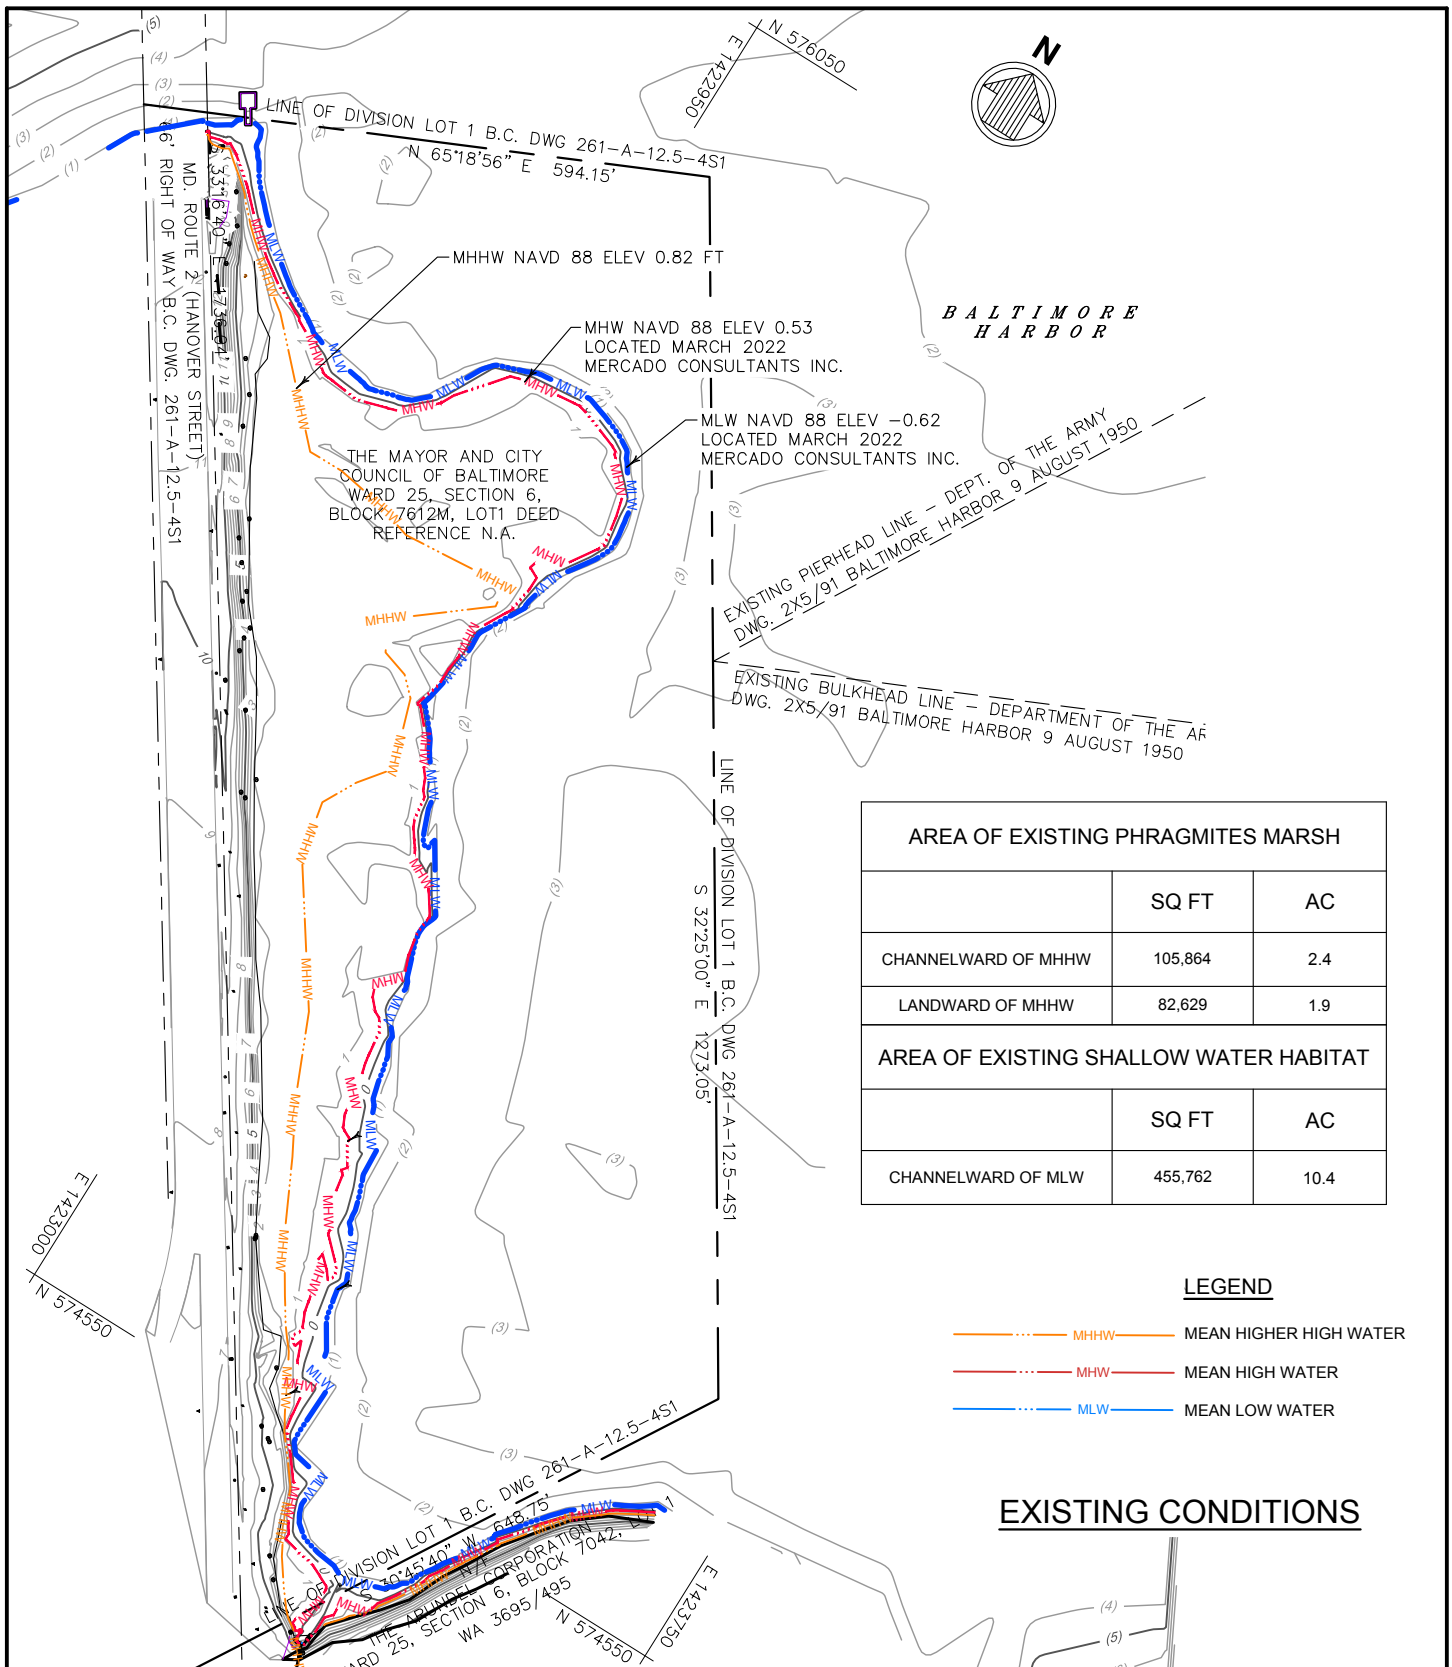 N 576050
E 1422950
N
LINE OF DIVISION LOT 1 B.C. DWG 261-A-12.5-4S1
N 65°18'56" E 594.15'
MD. ROUTE 2 (HANOVER STREET)
66' RIGHT OF WAY B.C. DWG. 261-A-12.5-4S1
MHHW NAVD 88 ELEV 0.82 FT
MHW NAVD 88 ELEV 0.53
LOCATED MARCH 2022
MERCADO CONSULTANTS INC.
MLW NAVD 88 ELEV -0.62
LOCATED MARCH 2022
MERCADO CONSULTANTS INC.
BALTIMORE
HARBOR
THE MAYOR AND CITY
COUNCIL OF BALTIMORE
WARD 25, SECTION 6,
BLOCK 7612M, LOT1 DEED
REFERENCE N.A.
EXISTING PIERHEAD LINE - DEPT. OF THE ARMY
DWG. 2X5/91 BALTIMORE HARBOR 9 AUGUST 1950
EXISTING BULKHEAD LINE - DEPARTMENT OF THE AR
DWG. 2X5/91 BALTIMORE HARBOR 9 AUGUST 1950
LINE OF DIVISION LOT 1 B.C. DWG 261-A-12.5-4S1
S 32°25'00" E 1273.05'
AREA OF EXISTING PHRAGMITES MARSH
SQ FT AC
CHANNELWARD OF MHHW 105,864 2.4
LANDWARD OF MHHW 82,629 1.9
AREA OF EXISTING SHALLOW WATER HABITAT
SQ FT AC
CHANNELWARD OF MLW 455,762 10.4
E 1423000
N 574550
LEGEND
MHHW MEAN HIGHER HIGH WATER
MHW MEAN HIGH WATER
MLW MEAN LOW WATER
EXISTING CONDITIONS
LINE OF DIVISION LOT 1 B.C. DWG 261-A-12.5-4S1
S 30°45'40" W 648.75'
N/F
THE ARUNDEL CORPORATION
WARD 25, SECTION 6, BLOCK 7042, LOT 1
WA 3695/495
N 574550
E 1423750